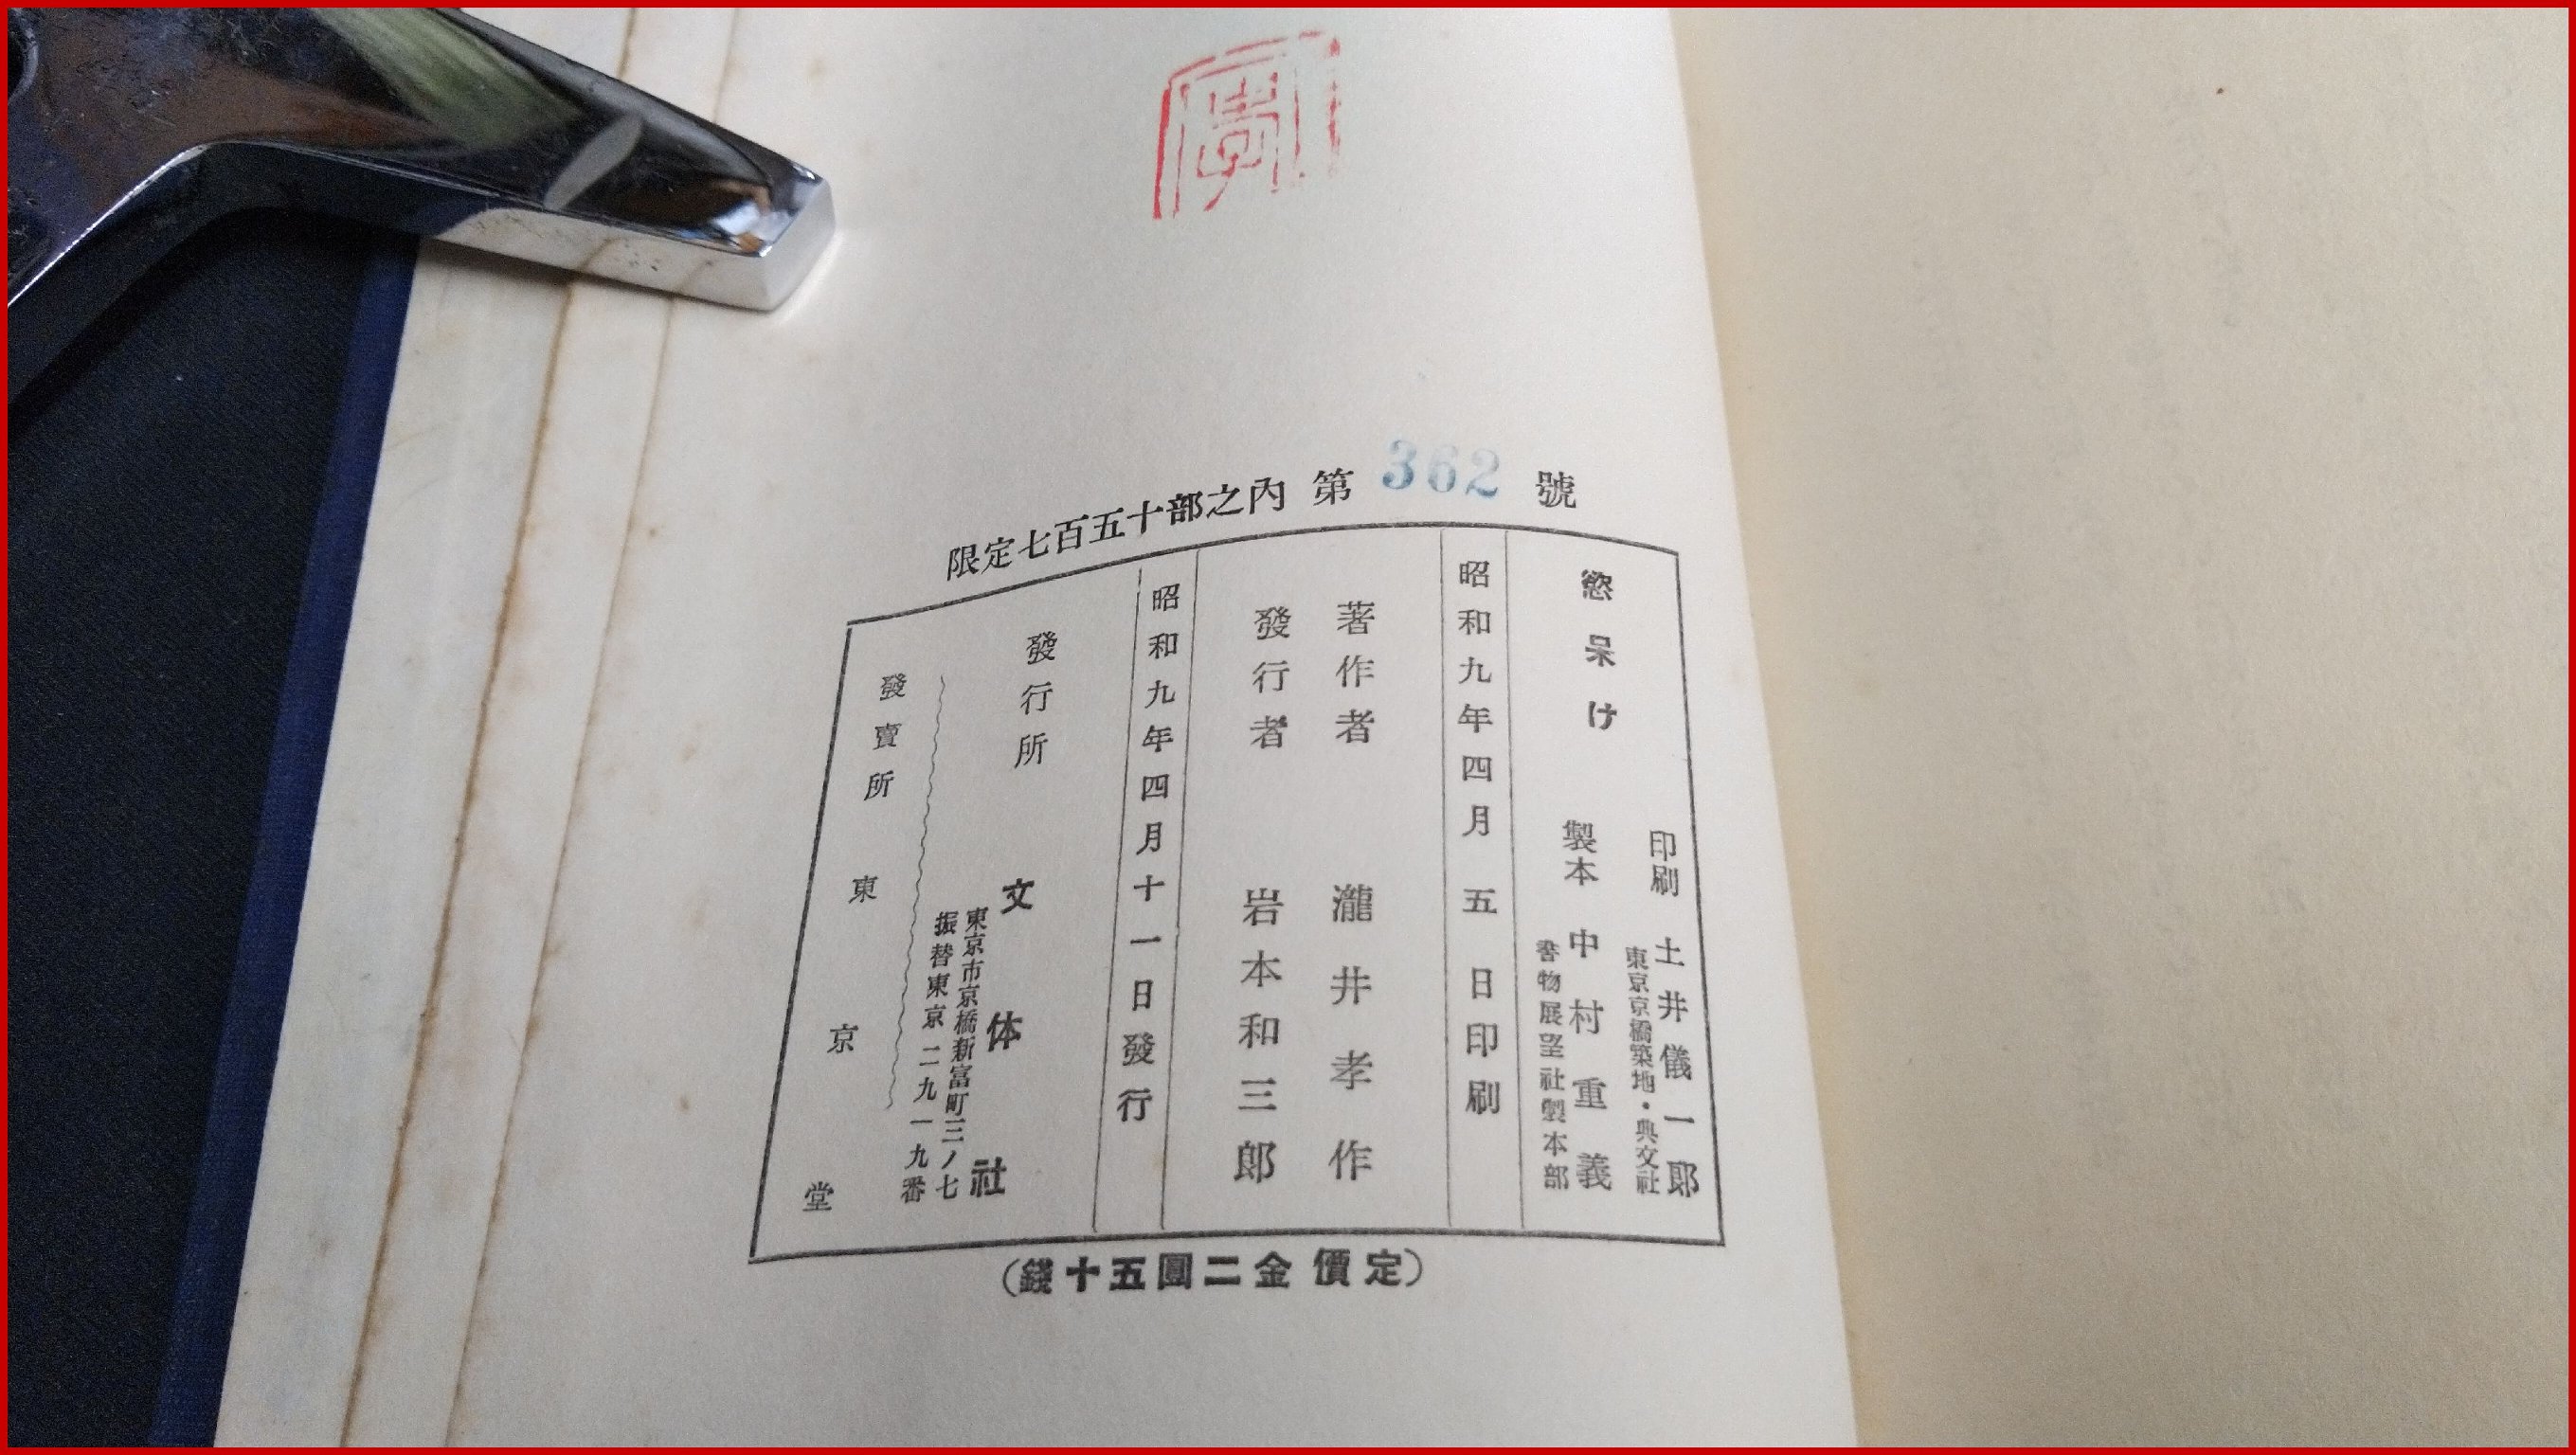 限定七百五十部之內 第 362 號
慾呆け
印刷 土井儀一郎
東京京橋築地・典文社
製本 中村重義
書物展望社製本部
昭和九年四月 五 日印刷
著作者 瀧井孝作
發行者 岩本和三郎
昭和九年四月十一日發行
發行所 文体社
東京市京橋新富町三ノ七
振替東京二九一九番
發賣所 東京堂
(錢十五圓二金 價定)